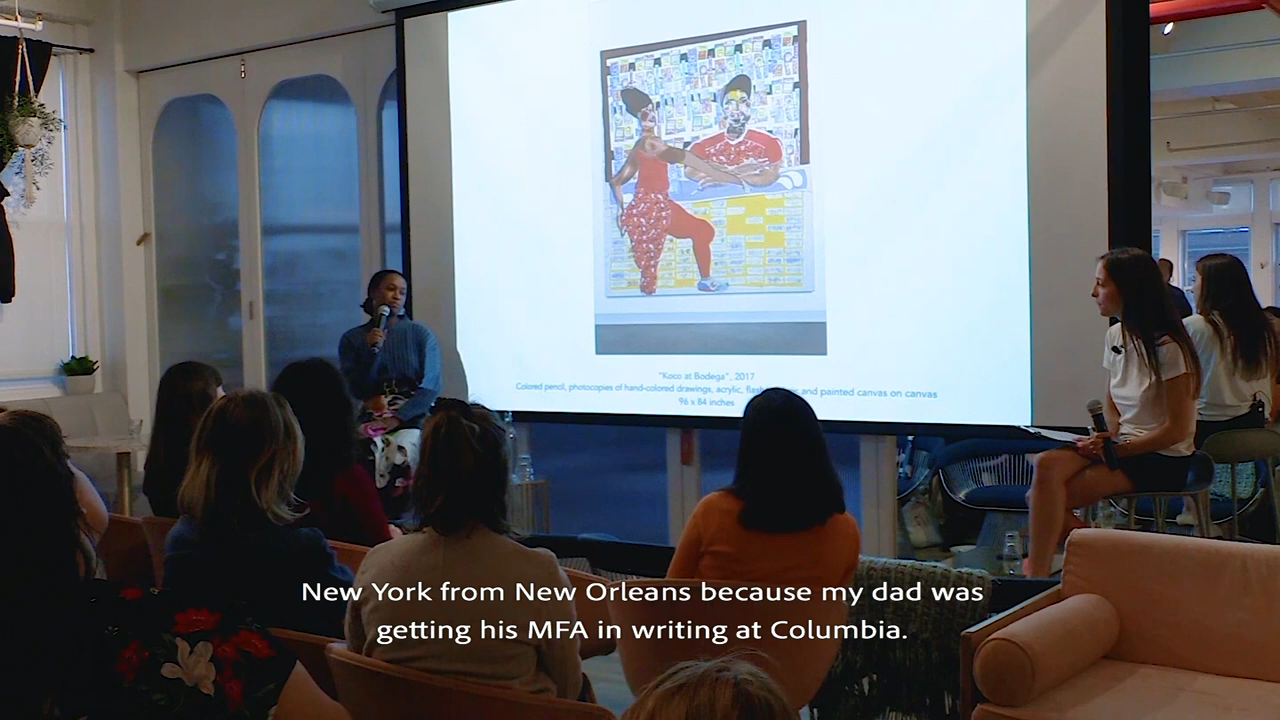 "Koco at Bodega", 2017
Colored pencil, photocopies of hand-colored drawings, acrylic, and painted canvas on canvas
96 x 84 inches
New York from New Orleans because my dad was
getting his MFA in writing at Columbia.